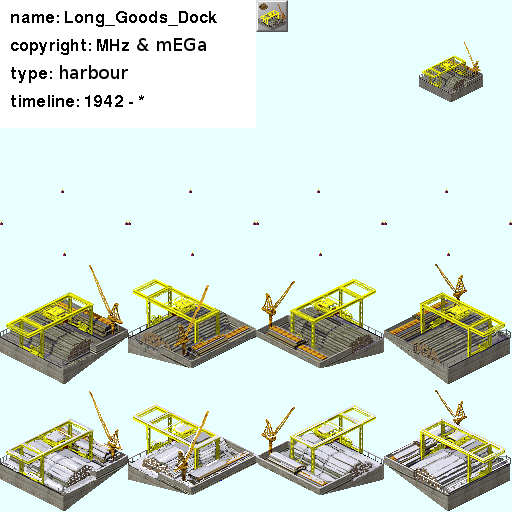 name: Long_Goods_Dock
copyright: MHz & mEGa
type: harbour
timeline: 1942 - *